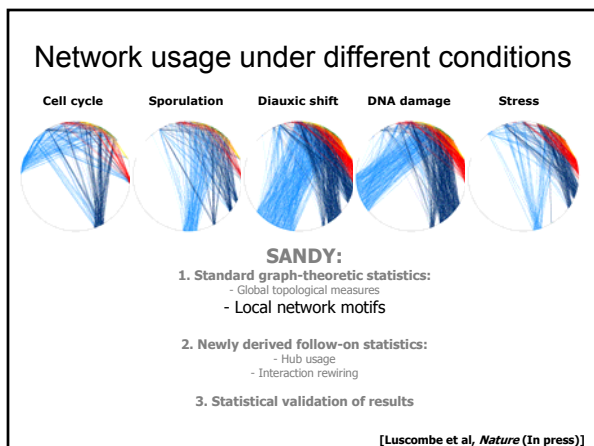 Network usage under different conditions
Cell cycle Sporulation Diauxic shift DNA damage Stress
SANDY:
1. Standard graph-theoretic statistics:
- Global topological measures
- Local network motifs
2. Newly derived follow-on statistics:
- Hub usage
- Interaction rewiring
3. Statistical validation of results
[Luscombe et al, Nature (In press)]